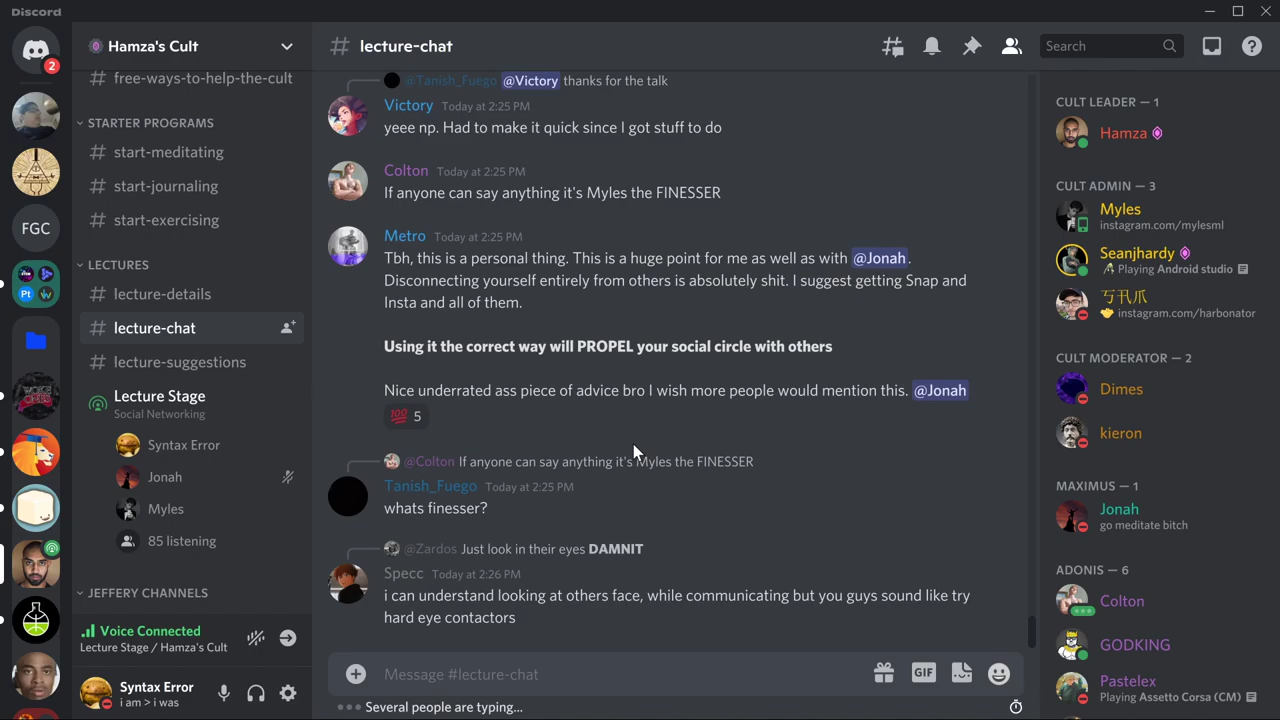 Discord
2
FGC
Hamza's Cult
# free-ways-to-help-the-cult
STARTER PROGRAMS
# start-meditating
# start-journaling
# start-exercising
LECTURES
# lecture-details
# lecture-chat
# lecture-suggestions
Lecture Stage
Social Networking
Syntax Error
Jonah
Myles
85 listening
JEFFERY CHANNELS
Voice Connected
Lecture Stage / Hamza's Cult
Syntax Error
i am > i was
# lecture-chat
Search
@Tanish_Fuego @Victory thanks for the talk
Victory Today at 2:25 PM
yeee np. Had to make it quick since I got stuff to do
Colton Today at 2:25 PM
If anyone can say anything it's Myles the FINESSER
Metro Today at 2:25 PM
Tbh, this is a personal thing. This is a huge point for me as well as with @Jonah.
Disconnecting yourself entirely from others is absolutely shit. I suggest getting Snap and
Insta and all of them.
Using it the correct way will PROPEL your social circle with others
Nice underrated ass piece of advice bro I wish more people would mention this. @Jonah
💯 5
@Colton If anyone can say anything it's Myles the FINESSER
Tanish_Fuego Today at 2:25 PM
whats finesser?
@Zardos Just look in their eyes DAMNIT
Specc Today at 2:26 PM
i can understand looking at others face, while communicating but you guys sound like try
hard eye contactors
Message #lecture-chat
GIF
Several people are typing...
CULT LEADER — 1
Hamza
CULT ADMIN — 3
Myles
instagram.com/mylesml
Seanjhardy
Playing Android studio
丂卂爪
instagram.com/harbonator
CULT MODERATOR — 2
Dimes
kieron
MAXIMUS — 1
Jonah
go meditate bitch
ADONIS — 6
Colton
GODKING
Pastelex
Playing Assetto Corsa (CM)